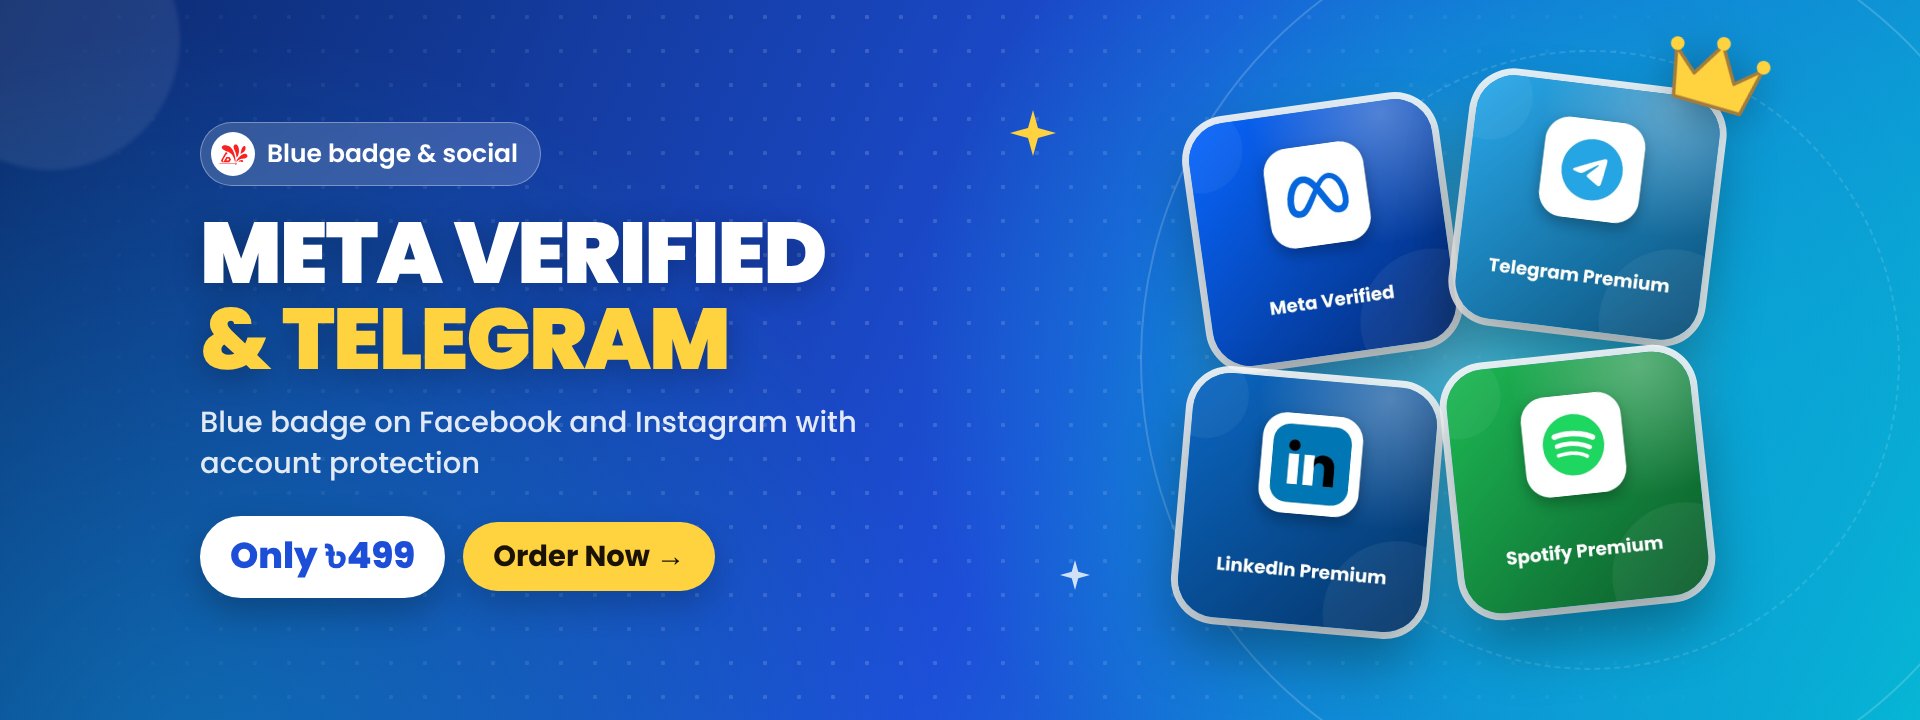 Blue badge & social
META VERIFIED
& TELEGRAM
Blue badge on Facebook and Instagram with
account protection
Only ৳499
Order Now →
Meta Verified
Telegram Premium
in
LinkedIn Premium
Spotify Premium